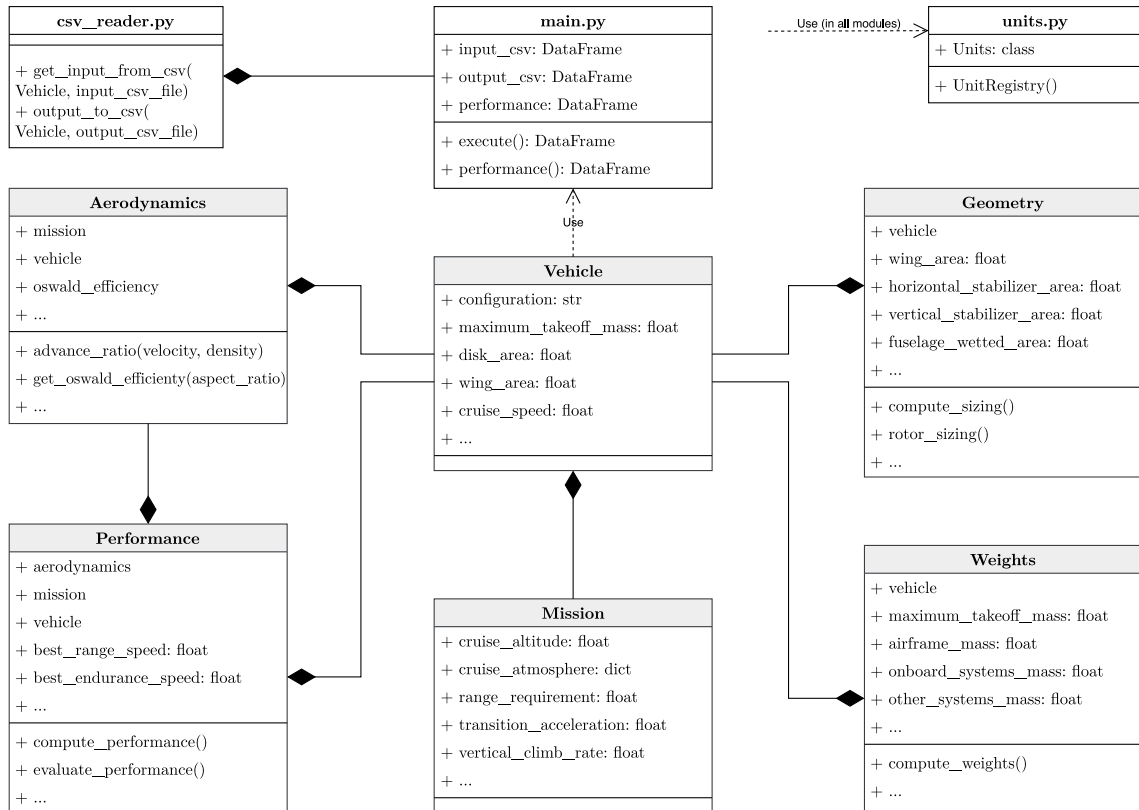 csv_reader.py
+ get_input_from_csv(
Vehicle, input_csv_file)
+ output_to_csv(
Vehicle, output_csv_file)
main.py
+ input_csv: DataFrame
+ output_csv: DataFrame
+ performance: DataFrame
+ execute(): DataFrame
+ performance(): DataFrame
Use (in all modules)
units.py
+ Units: class
+ UnitRegistry()
Aerodynamics
+ mission
+ vehicle
+ oswald_efficiency
+ ...
+ advance_ratio(velocity, density)
+ get_oswald_efficienty(aspect_ratio)
+ ...
Use
Vehicle
+ configuration: str
+ maximum_takeoff_mass: float
+ disk_area: float
+ wing_area: float
+ cruise_speed: float
+ ...
Geometry
+ vehicle
+ wing_area: float
+ horizontal_stabilizer_area: float
+ vertical_stabilizer_area: float
+ fuselage_wetted_area: float
+ ...
+ compute_sizing()
+ rotor_sizing()
+ ...
Performance
+ aerodynamics
+ mission
+ vehicle
+ best_range_speed: float
+ best_endurance_speed: float
+ ...
+ compute_performance()
+ evaluate_performance()
+ ...
Mission
+ cruise_altitude: float
+ cruise_atmosphere: dict
+ range_requirement: float
+ transition_acceleration: float
+ vertical_climb_rate: float
+ ...
Weights
+ vehicle
+ maximum_takeoff_mass: float
+ airframe_mass: float
+ onboard_systems_mass: float
+ other_systems_mass: float
+ ...
+ compute_weights()
+ ...